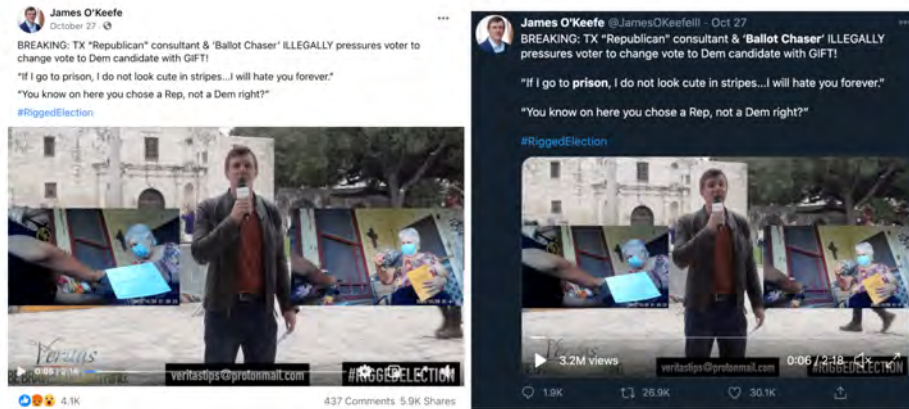 James O'Keefe
October 27 ·
BREAKING: TX "Republican" consultant & 'Ballot Chaser' ILLEGALLY pressures voter to
change vote to Dem candidate with GIFT!
"If I go to prison, I do not look cute in stripes...I will hate you forever."
"You know on here you chose a Rep, not a Dem right?"
#RiggedElection
Veritas
0:05 / 2:18
veritastips@protonmail.com
#RIGGEDELECTION
4.1K
437 Comments 5.9K Shares
James O'Keefe @JamesOKeefeIII · Oct 27
BREAKING: TX "Republican" consultant & 'Ballot Chaser' ILLEGALLY
pressures voter to change vote to Dem candidate with GIFT!
"If I go to prison, I do not look cute in stripes...I will hate you forever."
"You know on here you chose a Rep, not a Dem right?"
#RiggedElection
3.2M views
0:06 / 2:18
veritastips@protonmail.com
#RIGGEDELECTION
1.9K
26.9K
30.1K